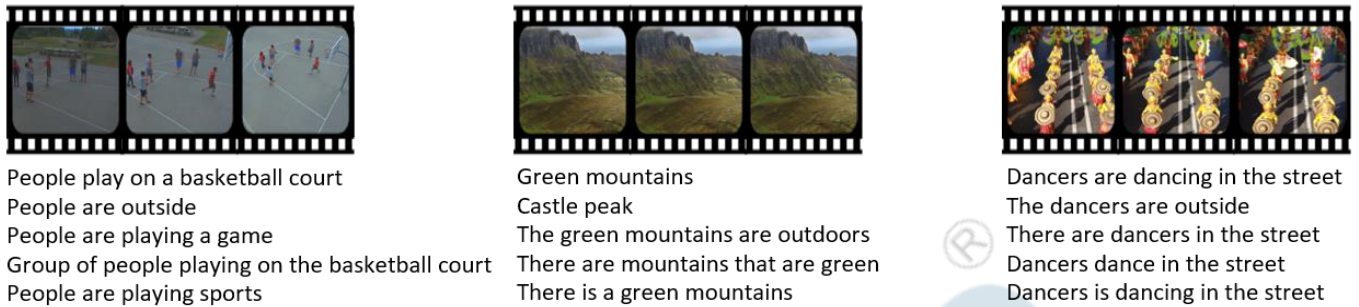 People play on a basketball court
People are outside
People are playing a game
Group of people playing on the basketball court
People are playing sports
Green mountains
Castle peak
The green mountains are outdoors
There are mountains that are green
There is a green mountains
®
Dancers are dancing in the street
The dancers are outside
There are dancers in the street
Dancers dance in the street
Dancers is dancing in the street